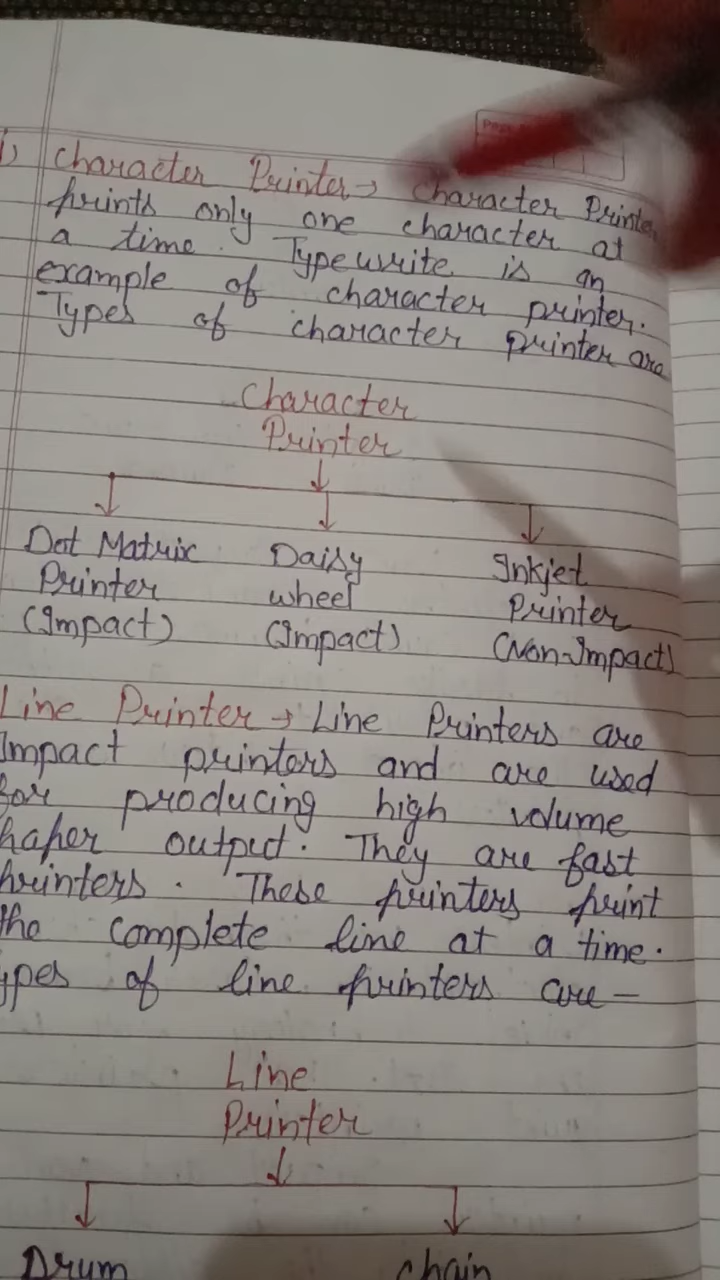 1) Character Printer → Character Printer
prints only one character at
a time. Typewrite is an
example of character printer.
Types of character printer are
Character
Printer
Dot Matrix Daisy Inkjet
Printer wheel Printer
(Impact) (Impact) (Non-Impact)
Line Printer → Line Printers are
Impact printers and are used
for producing high volume
paper output. They are fast
printers. These printers print
the complete line at a time.
ypes of line printers are —
Line
Printer
Drum chain